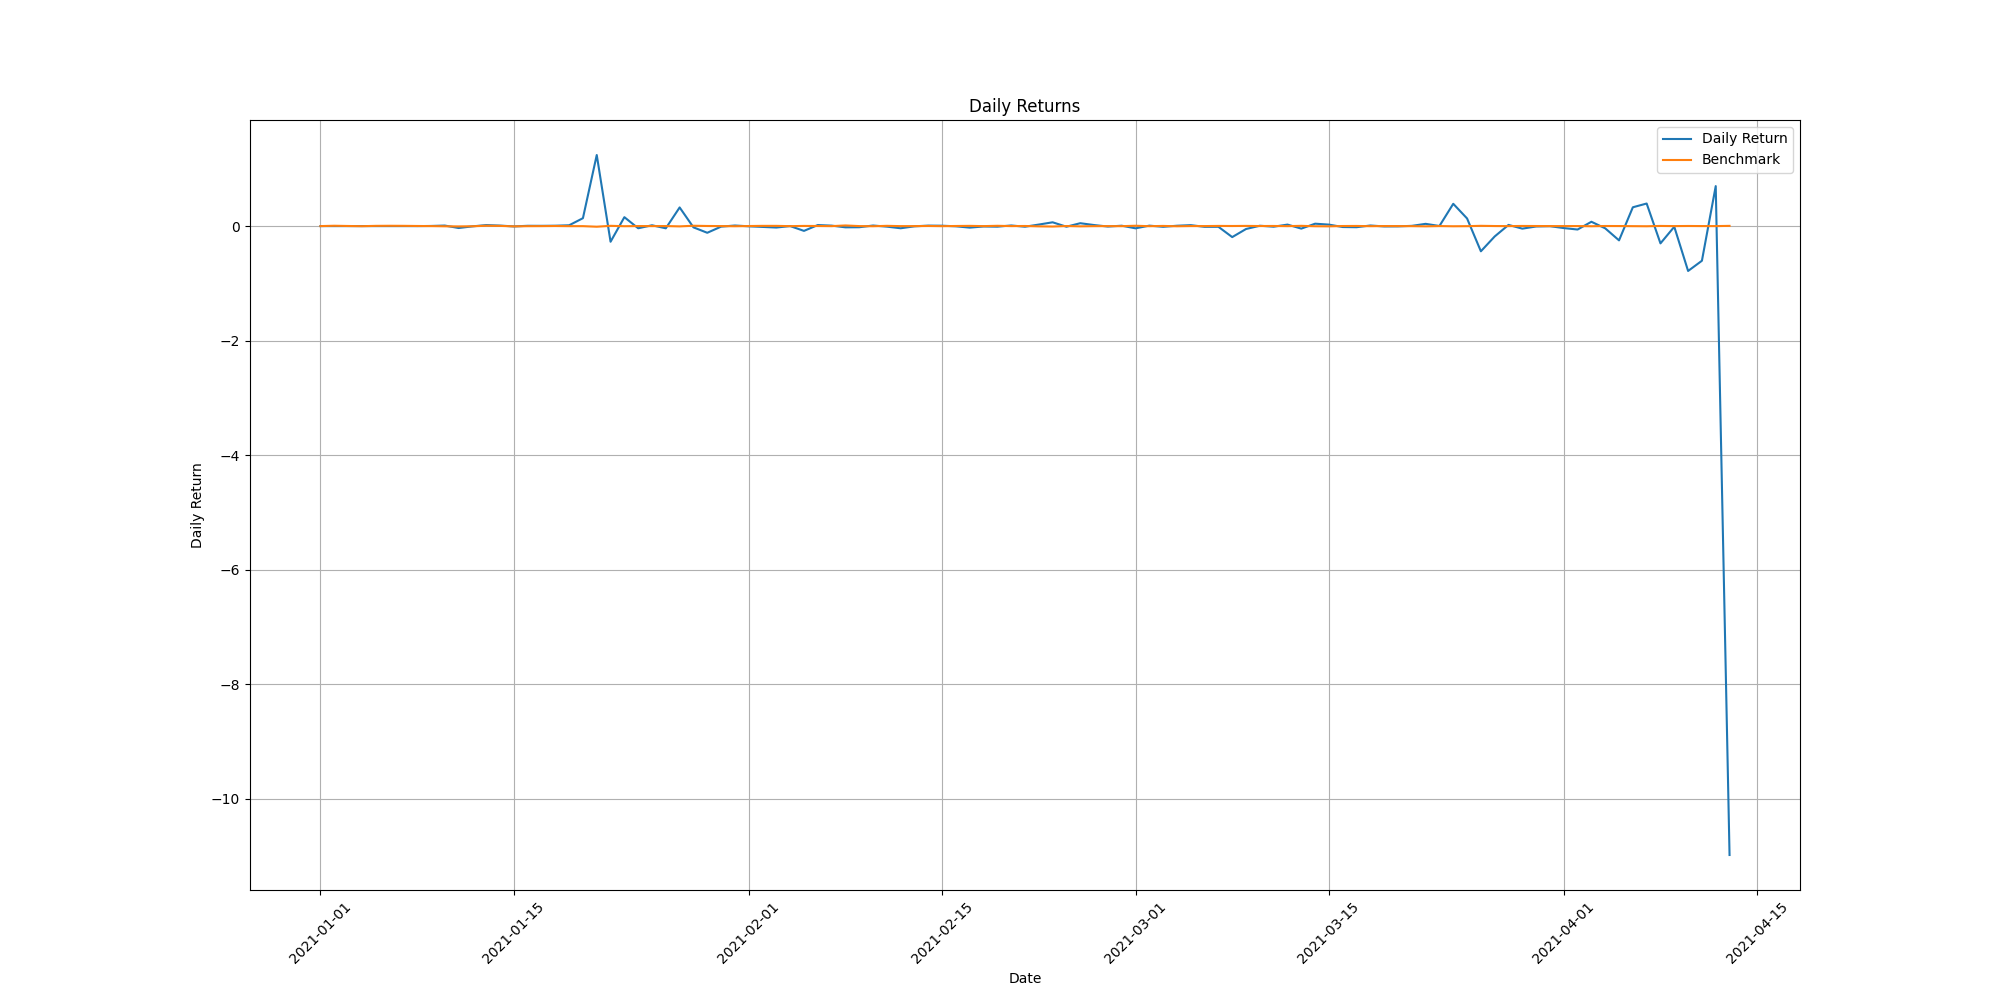 Daily Returns
Daily Return
Benchmark
0
−2
−4
−6
−8
−10
Daily Return
2021-01-01
2021-01-15
2021-02-01
2021-02-15
2021-03-01
2021-03-15
2021-04-01
2021-04-15
Date